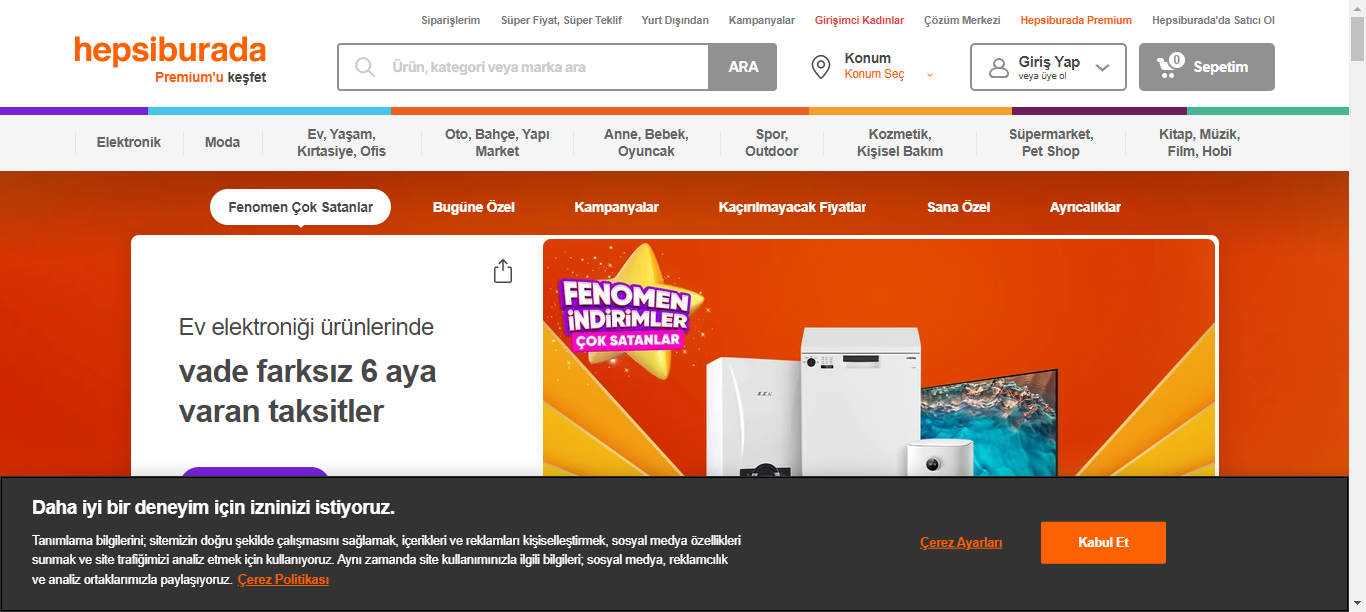 Siparişlerim
Süper Fiyat, Süper Teklif
Yurt Dışından
Kampanyalar
Girişimci Kadınlar
Çözüm Merkezi
Hepsiburada Premium
Hepsiburada'da Satıcı Ol
hepsiburada
Premium'u keşfet
Ürün, kategori veya marka ara
ARA
Konum
Konum Seç
Giriş Yap
veya üye ol
0
Sepetim
Elektronik
Moda
Ev, Yaşam,
Kırtasiye, Ofis
Oto, Bahçe, Yapı
Market
Anne, Bebek,
Oyuncak
Spor,
Outdoor
Kozmetik,
Kişisel Bakım
Süpermarket,
Pet Shop
Kitap, Müzik,
Film, Hobi
Fenomen Çok Satanlar
Bugüne Özel
Kampanyalar
Kaçırılmayacak Fiyatlar
Sana Özel
Ayrıcalıklar
Ev elektroniği ürünlerinde
vade farksız 6 aya
varan taksitler
FENOMEN
İNDİRİMLER
ÇOK SATANLAR
Daha iyi bir deneyim için izninizi istiyoruz.
Tanımlama bilgilerini; sitemizin doğru şekilde çalışmasını sağlamak, içerikleri ve reklamları kişiselleştirmek, sosyal medya özellikleri
sunmak ve site trafiğimizi analiz etmek için kullanıyoruz. Aynı zamanda site kullanımınızla ilgili bilgileri; sosyal medya, reklamcılık
ve analiz ortaklarımızla paylaşıyoruz. Çerez Politikası
Çerez Ayarları
Kabul Et